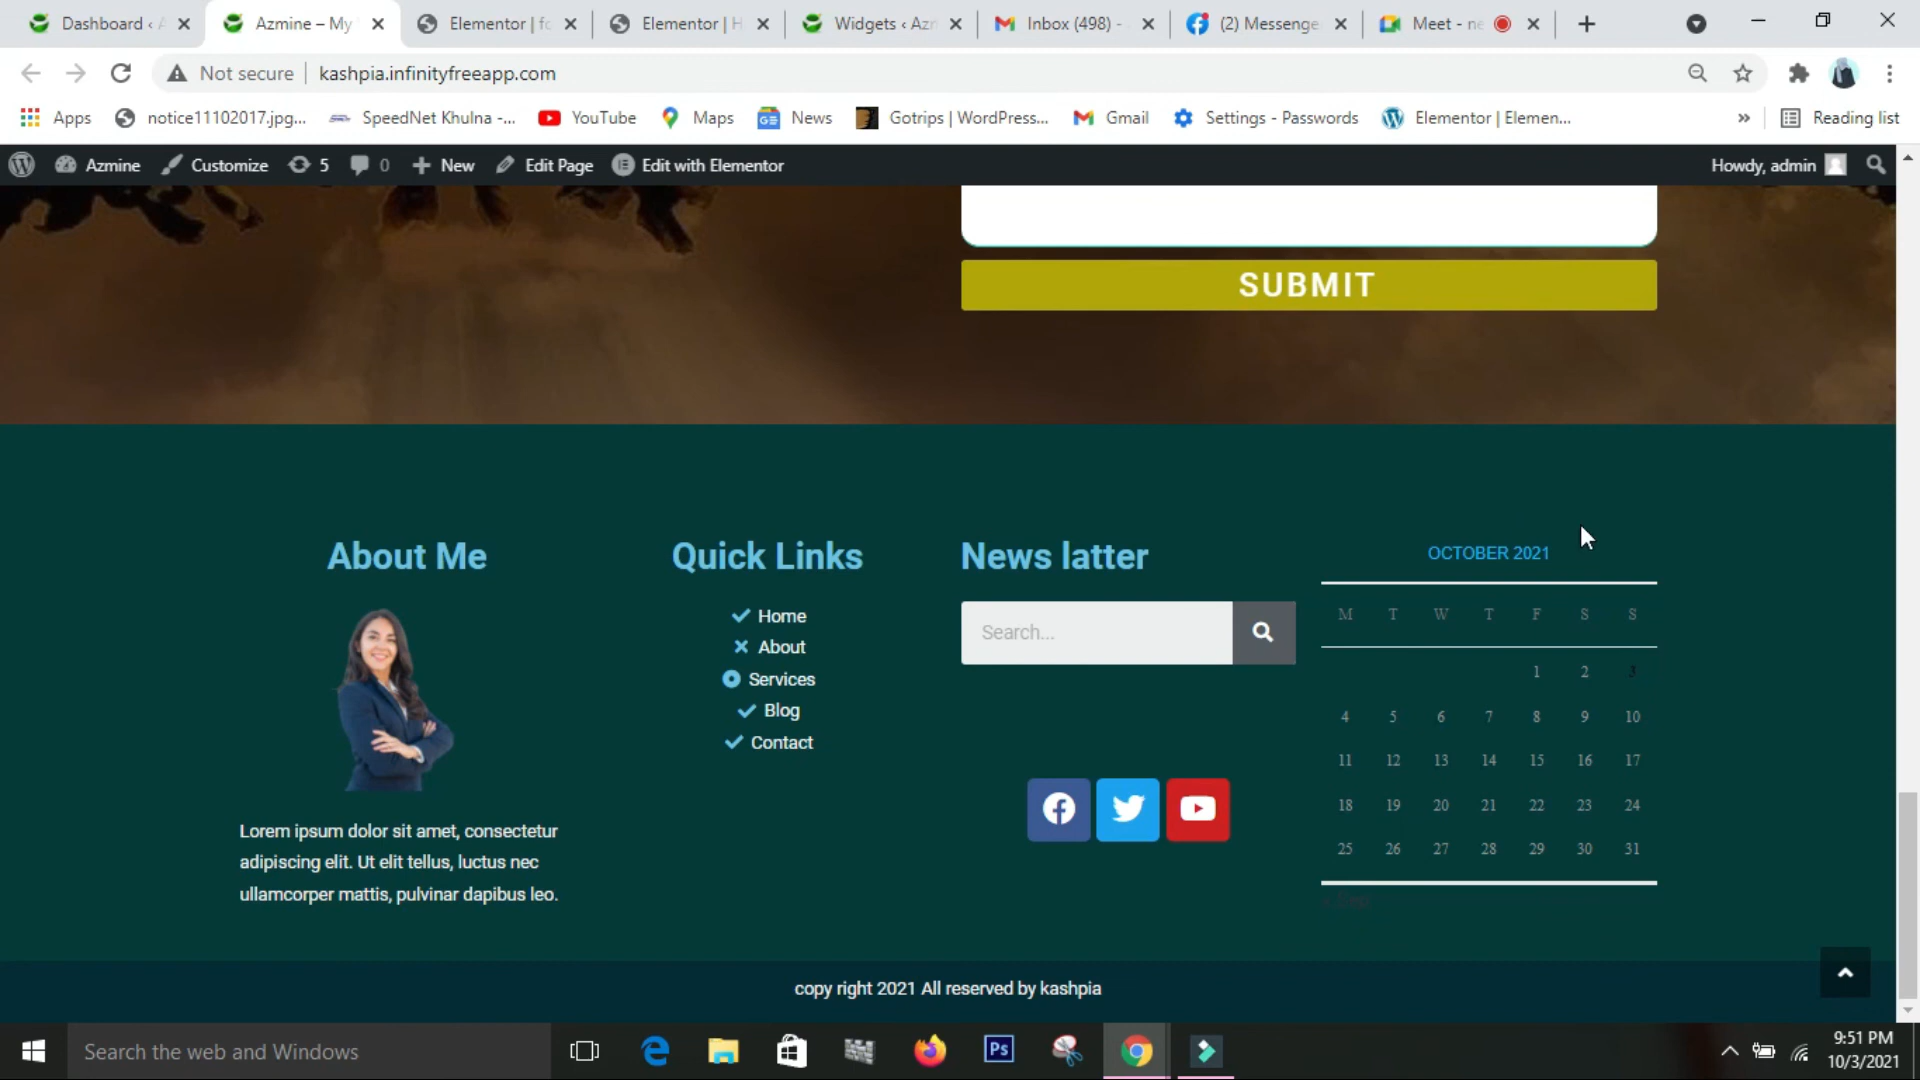 Dashboard ‹ A
Azmine – My
Elementor | fo
Elementor | H
Widgets ‹ Azm
Inbox (498) -
(2) Messenge
Meet - ne
Not secure
kashpia.infinityfreeapp.com
Apps
notice11102017.jpg...
SpeedNet Khulna -...
YouTube
Maps
News
Gotrips | WordPress...
Gmail
Settings - Passwords
Elementor | Elemen...
»
Reading list
Azmine
Customize
5
0
New
Edit Page
Edit with Elementor
Howdy, admin
SUBMIT
About Me
Lorem ipsum dolor sit amet, consectetur
adipiscing elit. Ut elit tellus, luctus nec
ullamcorper mattis, pulvinar dapibus leo.
Quick Links
Home
About
Services
Blog
Contact
News latter
Search...
OCTOBER 2021
M T W T F S S
1 2 3
4 5 6 7 8 9 10
11 12 13 14 15 16 17
18 19 20 21 22 23 24
25 26 27 28 29 30 31
copy right 2021 All reserved by kashpia
Search the web and Windows
Ps
9:51 PM
10/3/2021